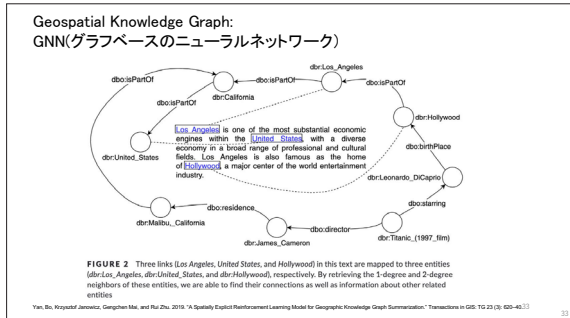 Geospatial Knowledge Graph:
GNN(グラフベースのニューラルネットワーク)
dbr:Los_Angeles
dbo:isPartOf
dbo:isPartOf
dbo:isPartOf
dbr:California
dbo:isPartOf
dbr:Hollywood
Los Angeles is one of the most substantial economic
engines within the United States, with a diverse
economy in a broad range of professional and cultural
fields. Los Angeles is also famous as the home
of Hollywood, a major center of the world entertainment
industry.
dbr:United_States
dbo:birthPlace
dbr:Leonardo_DiCaprio
dbo:residence
dbo:starring
dbr:Malibu,_California
dbo:director
dbr:James_Cameron
dbr:Titanic_(1997_film)
FIGURE 2 Three links (Los Angeles, United States, and Hollywood) in this text are mapped to three entities
(dbr:Los_Angeles, dbr:United_States, and dbr:Hollywood), respectively. By retrieving the 1-degree and 2-degree
neighbors of these entities, we are able to find their connections as well as information about other related
entities
Yan, Bo, Krzysztof Janowicz, Gengchen Mai, and Rui Zhu. 2019. "A Spatially Explicit Reinforcement Learning Model for Geographic Knowledge Graph Summarization." Transactions in GIS: TG 23 (3): 620–40.33
33